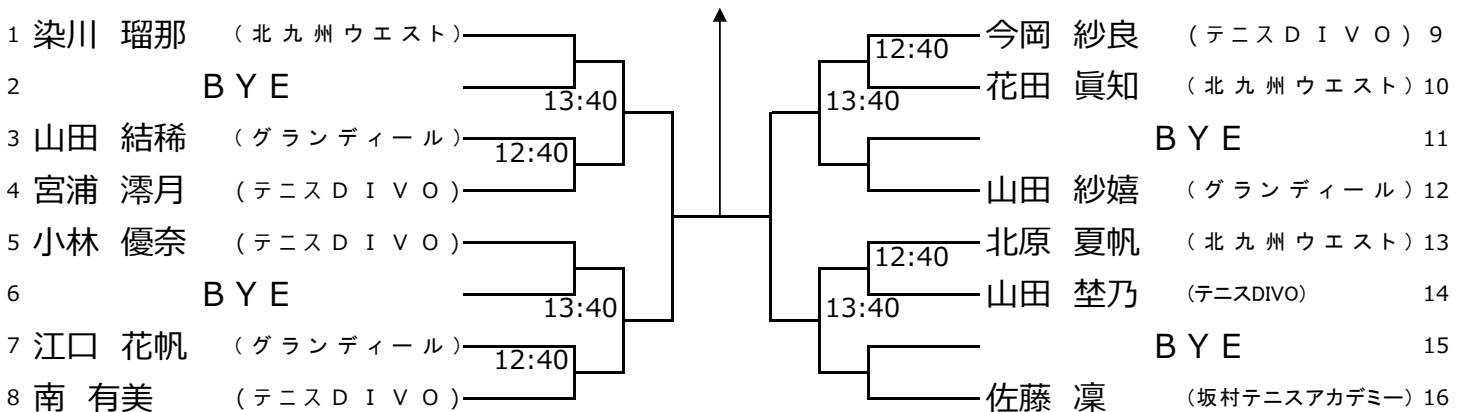 1 染川 瑠那 (北九州ウエスト)
2 BYE
13:40
3 山田 結稀 (グランディール)
12:40
4 宮浦 澪月 (テニスDIVO)
5 小林 優奈 (テニスDIVO)
6 BYE
13:40
7 江口 花帆 (グランディール)
12:40
8 南 有美 (テニスDIVO)
今岡 紗良 (テニスDIVO) 9
12:40
花田 眞知 (北九州ウエスト) 10
13:40
BYE 11
山田 紗嬉 (グランディール) 12
北原 夏帆 (北九州ウエスト) 13
12:40
山田 埜乃 (テニスDIVO) 14
13:40
BYE 15
佐藤 凜 (坂村テニスアカデミー) 16